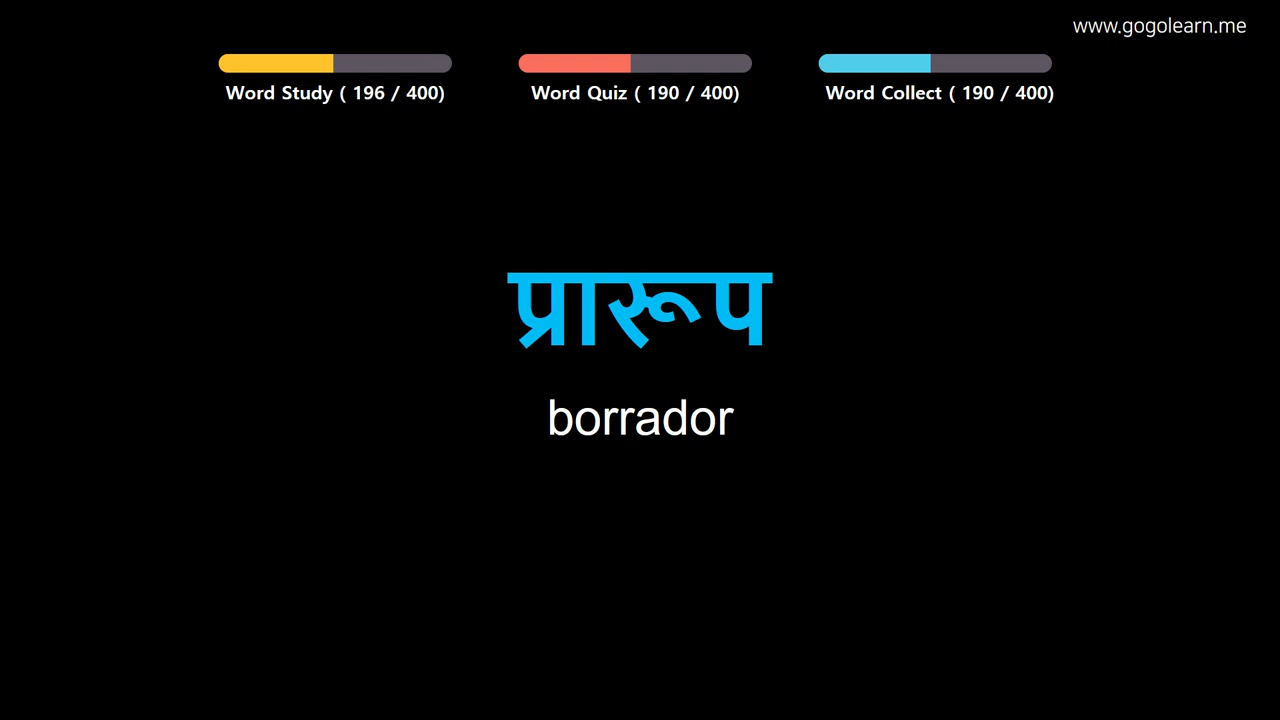 www.gogolearn.me
Word Study ( 196 / 400)
Word Quiz ( 190 / 400)
Word Collect ( 190 / 400)
प्रारूप
borrador